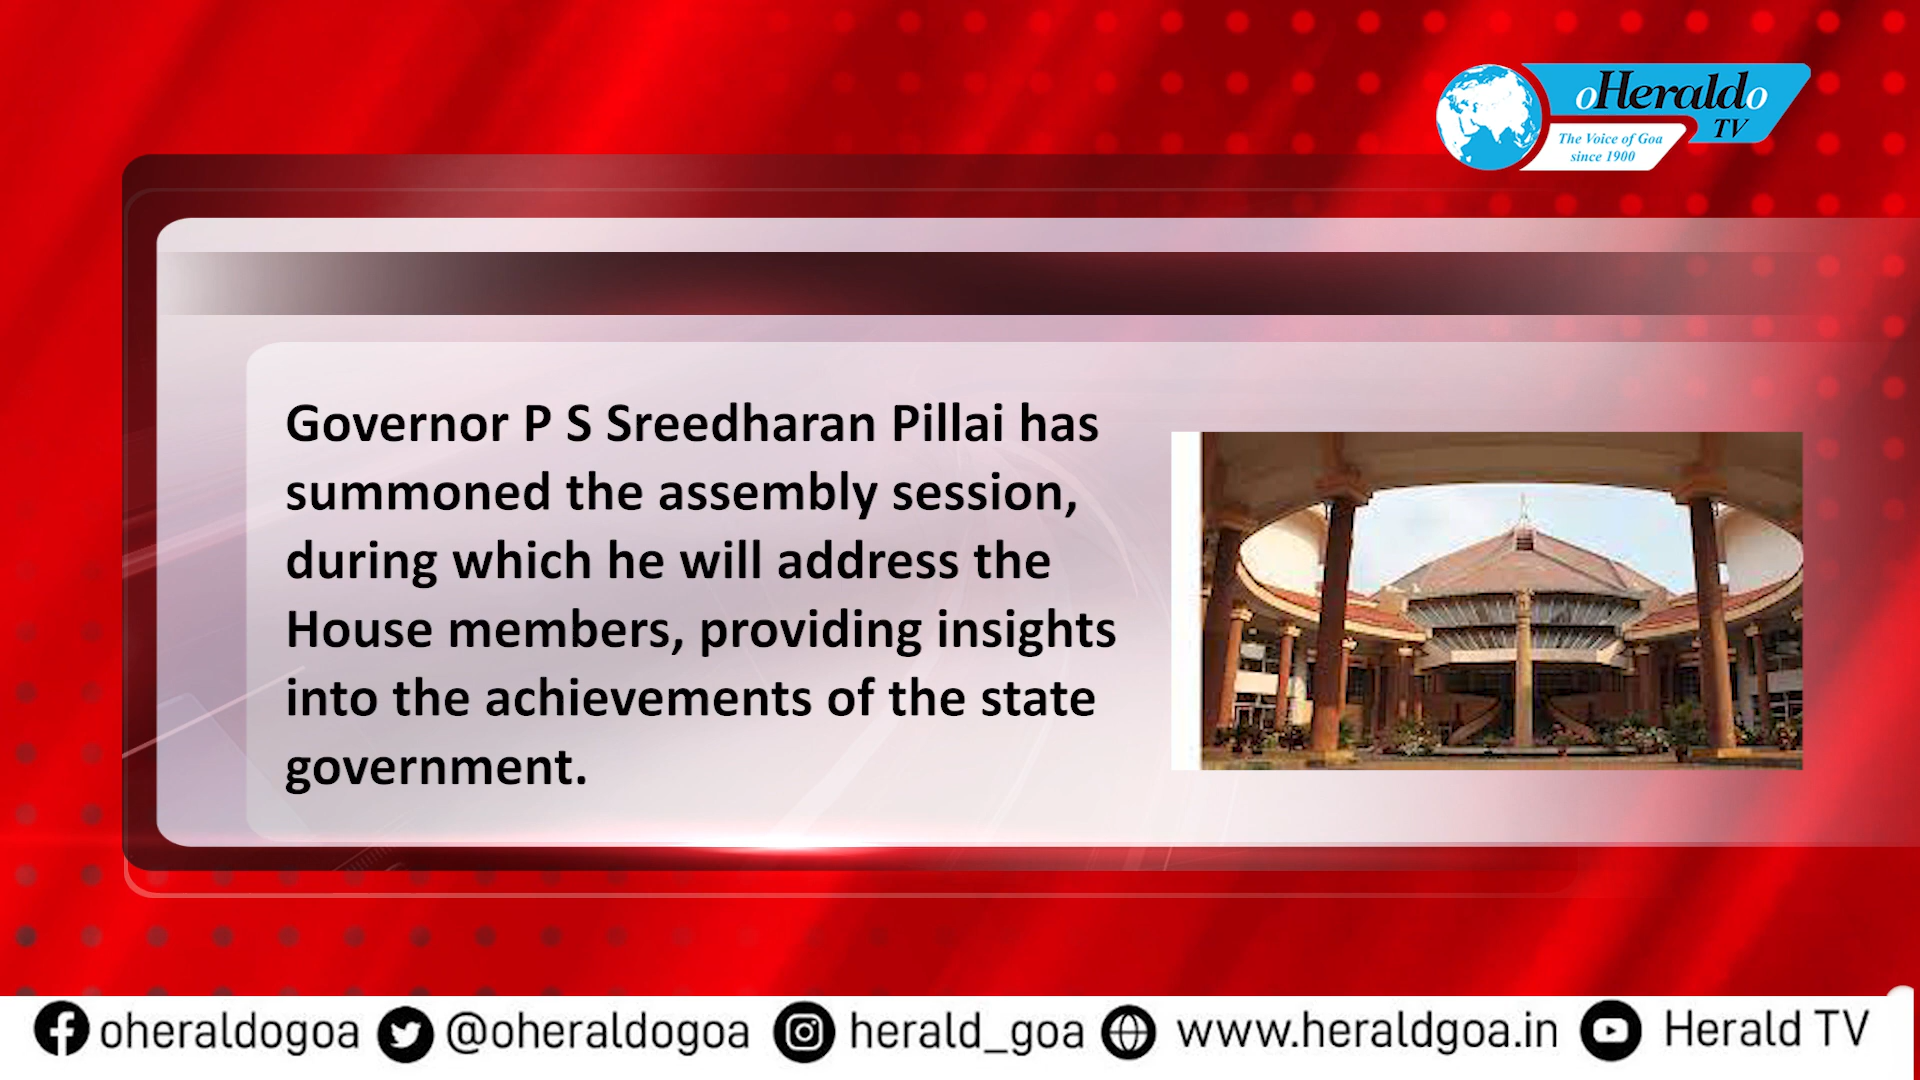 oHeraldo
TV
The Voice of Goa
since 1900
Governor P S Sreedharan Pillai has
summoned the assembly session,
during which he will address the
House members, providing insights
into the achievements of the state
government.
oheraldogoa @oheraldogoa herald_goa www.heraldgoa.in Herald TV